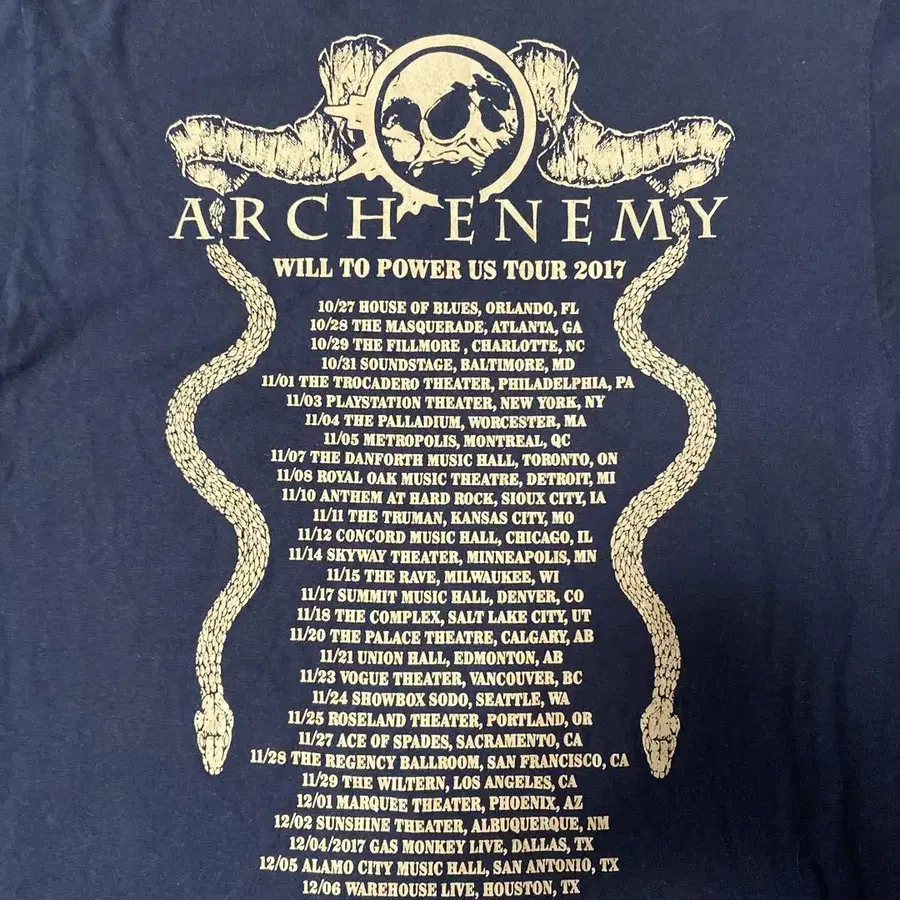 ARCH ENEMY
WILL TO POWER US TOUR 2017
10/27 HOUSE OF BLUES, ORLANDO, FL
10/28 THE MASQUERADE, ATLANTA, GA
10/29 THE FILLMORE , CHARLOTTE, NC
10/31 SOUNDSTAGE, BALTIMORE, MD
11/01 THE TROCADERO THEATER, PHILADELPHIA, PA
11/03 PLAYSTATION THEATER, NEW YORK, NY
11/04 THE PALLADIUM, WORCESTER, MA
11/05 METROPOLIS, MONTREAL, QC
11/07 THE DANFORTH MUSIC HALL, TORONTO, ON
11/08 ROYAL OAK MUSIC THEATRE, DETROIT, MI
11/10 ANTHEM AT HARD ROCK, SIOUX CITY, IA
11/11 THE TRUMAN, KANSAS CITY, MO
11/12 CONCORD MUSIC HALL, CHICAGO, IL
11/14 SKYWAY THEATER, MINNEAPOLIS, MN
11/15 THE RAVE, MILWAUKEE, WI
11/17 SUMMIT MUSIC HALL, DENVER, CO
11/18 THE COMPLEX, SALT LAKE CITY, UT
11/20 THE PALACE THEATRE, CALGARY, AB
11/21 UNION HALL, EDMONTON, AB
11/23 VOGUE THEATER, VANCOUVER, BC
11/24 SHOWBOX SODO, SEATTLE, WA
11/25 ROSELAND THEATER, PORTLAND, OR
11/27 ACE OF SPADES, SACRAMENTO, CA
11/28 THE REGENCY BALLROOM, SAN FRANCISCO, CA
11/29 THE WILTERN, LOS ANGELES, CA
12/01 MARQUEE THEATER, PHOENIX, AZ
12/02 SUNSHINE THEATER, ALBUQUERQUE, NM
12/04/2017 GAS MONKEY LIVE, DALLAS, TX
12/05 ALAMO CITY MUSIC HALL, SAN ANTONIO, TX
12/06 WAREHOUSE LIVE, HOUSTON, TX